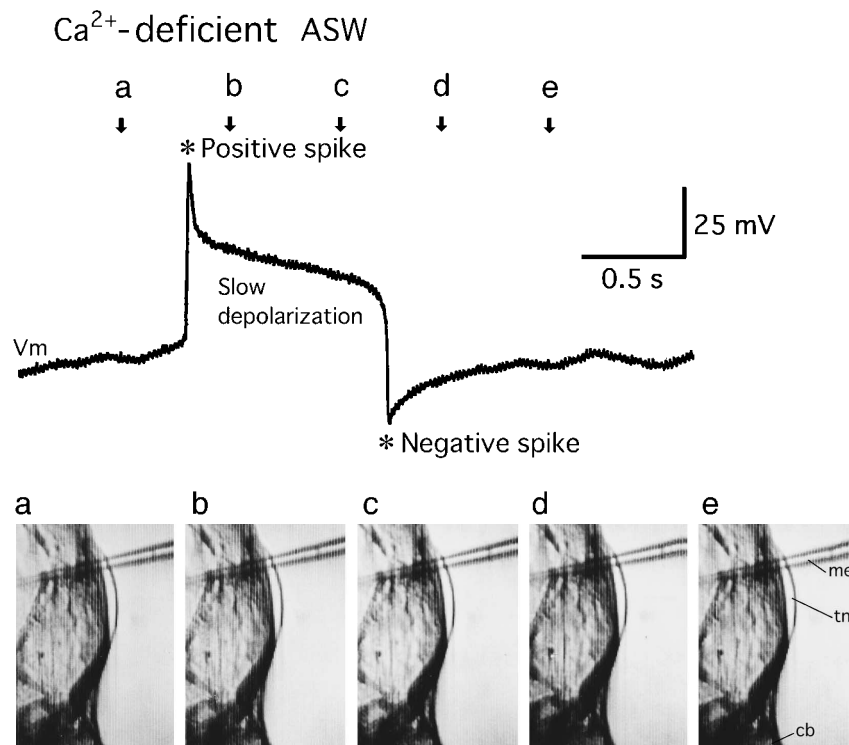 Ca²⁺-deficient ASW
a b c d e
* Positive spike
25 mV
0.5 s
Slow
depolarization
Vm
* Negative spike
a b c d e
me
tn
cb